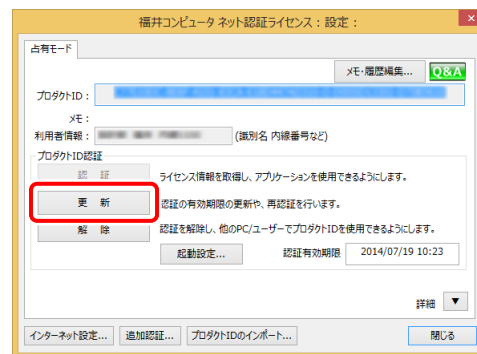 福井コンピュータ ネット認証ライセンス：設定：
占有モード
メモ・履歴編集... Q&A
プロダクトID：
メモ：
利用者情報： (識別名 内線番号など)
プロダクトID認証
認 証 ライセンス情報を取得し、アプリケーションを使用できるようにします。
更 新 認証の有効期限の更新や、再認証を行います。
解 除 認証を解除し、他のPC/ユーザーでプロダクトIDを使用できるようにします。
起動設定... 認証有効期限 2014/07/19 10:23
詳細 ▼
インターネット設定... 追加認証... プロダクトIDのインポート... 閉じる